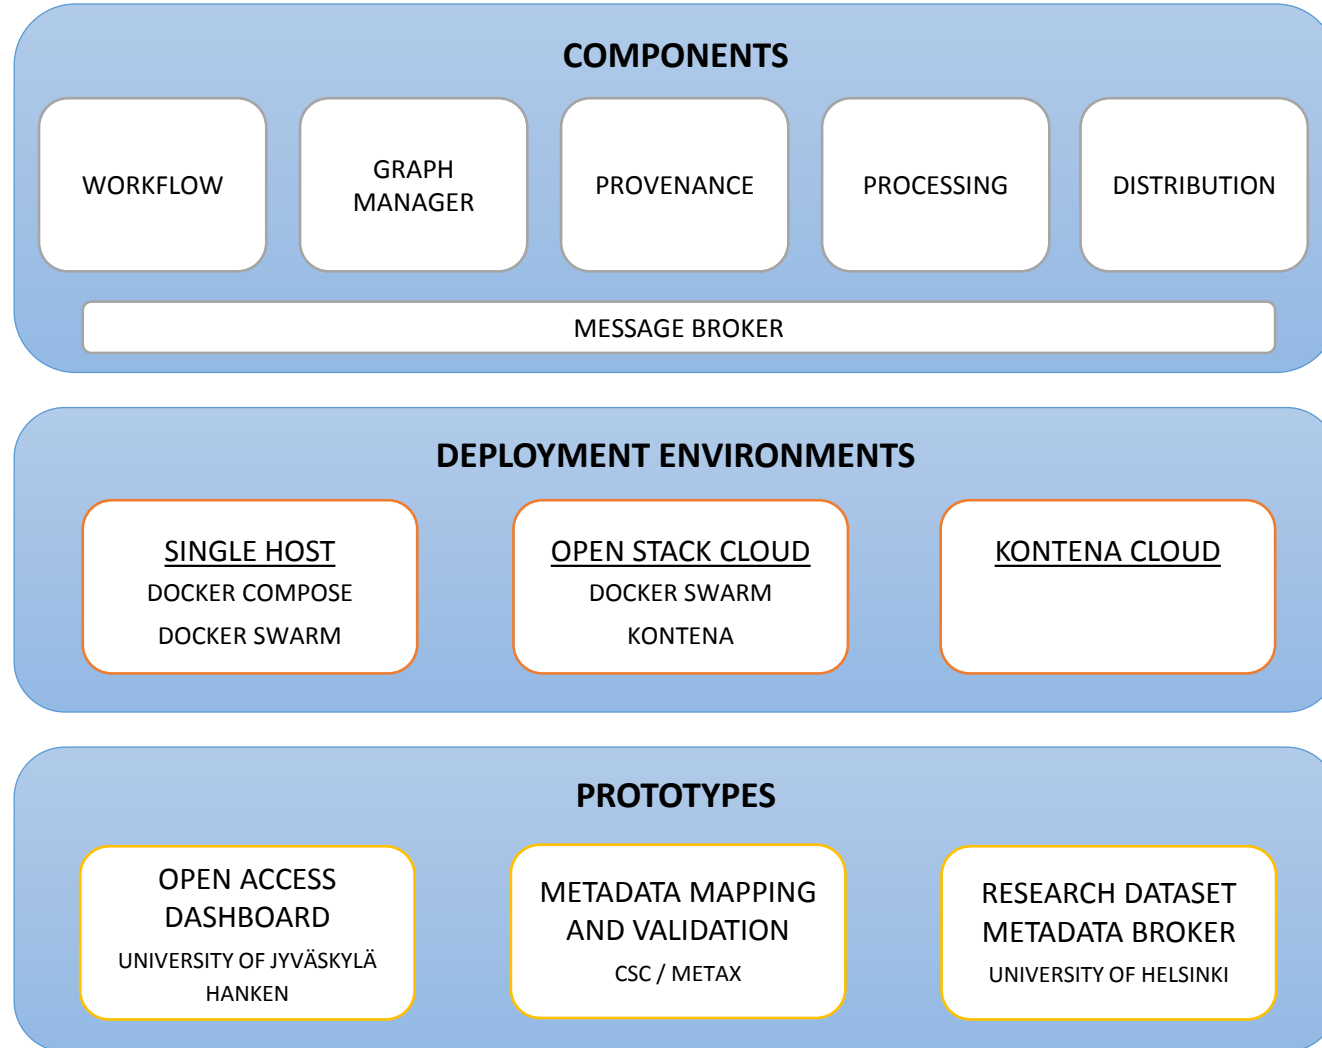 COMPONENTS
WORKFLOW
GRAPH
MANAGER
PROVENANCE
PROCESSING
DISTRIBUTION
MESSAGE BROKER
DEPLOYMENT ENVIRONMENTS
SINGLE HOST
DOCKER COMPOSE
DOCKER SWARM
OPEN STACK CLOUD
DOCKER SWARM
KONTENA
KONTENA CLOUD
PROTOTYPES
OPEN ACCESS
DASHBOARD
UNIVERSITY OF JYVÄSKYLÄ
HANKEN
METADATA MAPPING
AND VALIDATION
CSC / METAX
RESEARCH DATASET
METADATA BROKER
UNIVERSITY OF HELSINKI